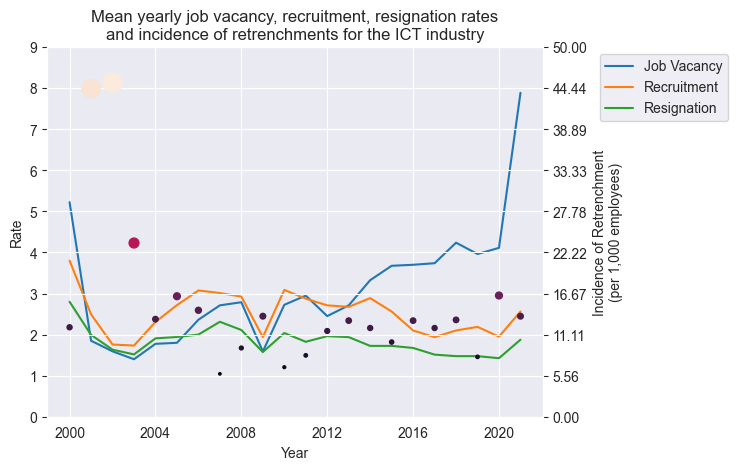 Mean yearly job vacancy, recruitment, resignation rates
and incidence of retrenchments for the ICT industry
9
8
7
6
5
4
3
2
1
0
Rate
2000
2004
2008
2012
2016
2020
Year
50.00
44.44
38.89
33.33
27.78
22.22
16.67
11.11
5.56
0.00
Incidence of Retrenchment
(per 1,000 employees)
Job Vacancy
Recruitment
Resignation